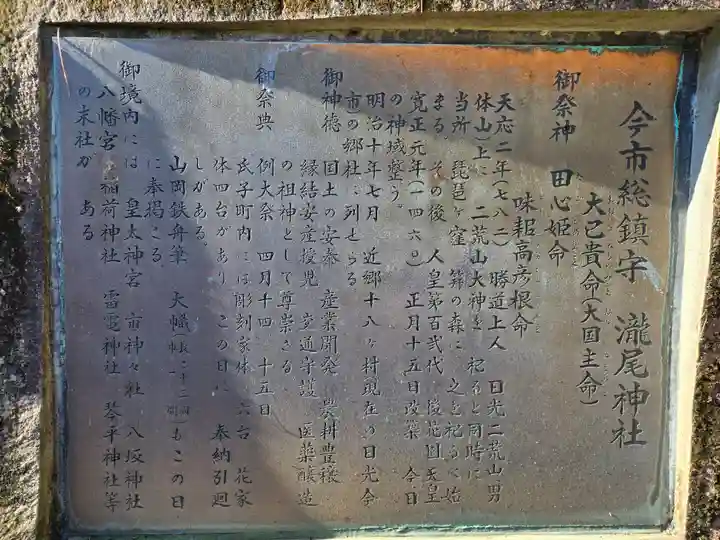 今市総鎮守 瀧尾神社
大己貴命(大国主命)
御祭神 田心姫命
味耜高彦根命
天応二年(七八二) 勝道上人 日光二荒山男
体山上に 二荒山大神を 祀ると同時に
当所 琵琶ヶ窪 笄の森に 之を祀るべ始
まる。その後 人皇第百弐代 後花園天皇
寛正元年(一四六〇) 正月十五日改築 今日
の神域整う。
明治十年七月 近郷十八ヶ村現在の日光今
市の郷社に列せらる
御神徳 国土の安泰 産業開発 農耕豊穣
縁結安産授児 交通守護 医薬醸造
の祖神として尊崇さる。
御祭典 例大祭 四月十四、十五日
氏子町内には彫刻家体 六台 花家
体四台があり この日に 奉納引廻
しがある。
山岡鉄舟筆 大幟もこの日
に奉掲さる。
御境内には 皇太神宮 市神々社 八坂神社
八幡宮 稲荷神社 雷電神社 琴平神社等
の末社が ある